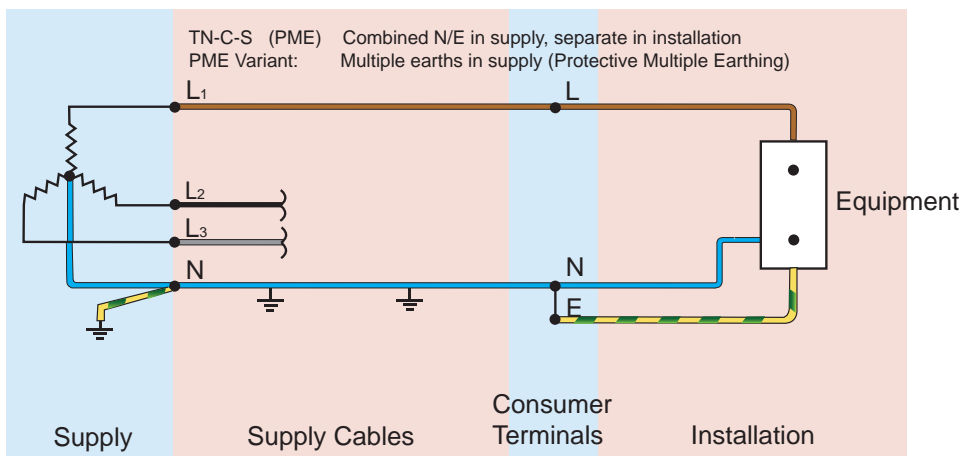 TN-C-S (PME) Combined N/E in supply, separate in installation
PME Variant: Multiple earths in supply (Protective Multiple Earthing)
L1
L
L2
Equipment
L3
N
N
E
Consumer
Supply
Supply Cables
Terminals
Installation